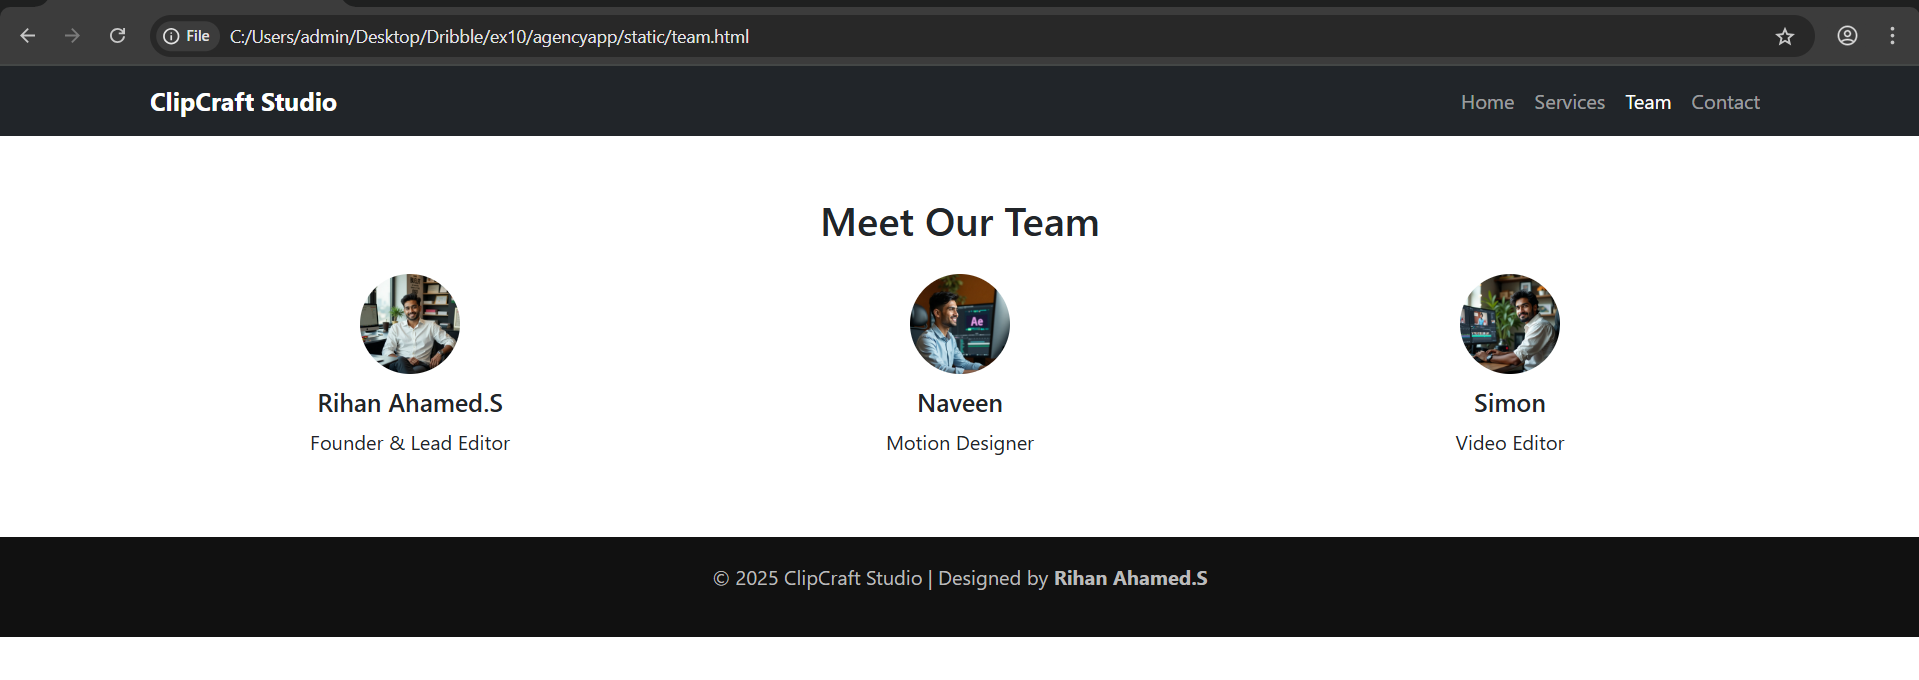 File C:/Users/admin/Desktop/Dribble/ex10/agencyapp/static/team.html
ClipCraft Studio Home Services Team Contact
Meet Our Team
Ae
Rihan Ahamed.S Naveen Simon
Founder & Lead Editor Motion Designer Video Editor
© 2025 ClipCraft Studio | Designed by Rihan Ahamed.S